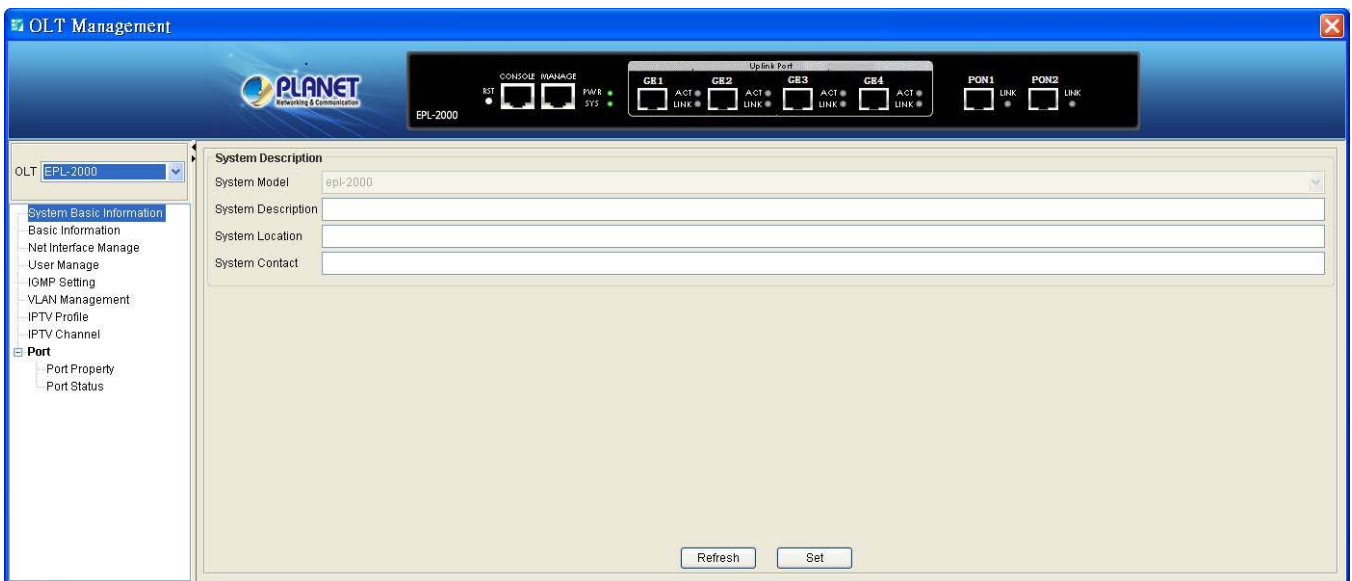 OLT Management
PLANET
Networking & Communication
EPL-2000
RST
CONSOLE MANAGE
PWR
SYS
Uplink Port
GE1 GE2 GE3 GE4
ACT ACT ACT ACT
LINK LINK LINK LINK
PON1 PON2
LINK LINK
OLT EPL-2000
System Basic Information
Basic Information
Net Interface Manage
User Manage
IGMP Setting
VLAN Management
IPTV Profile
IPTV Channel
Port
Port Property
Port Status
System Description
System Model epl-2000
System Description
System Location
System Contact
Refresh Set